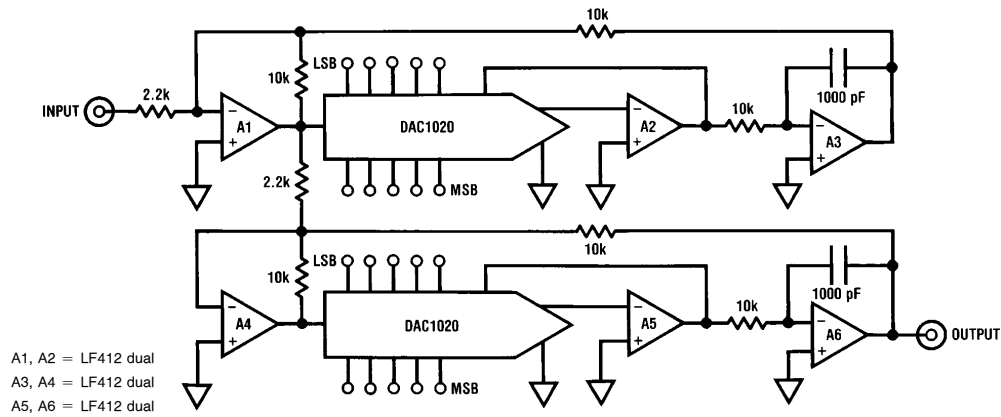 10k
10k
LSB
1000 pF
2.2k
10k
INPUT
−
A1
+
DAC1020
−
A2
+
−
A3
+
2.2k
MSB
10k
10k
LSB
1000 pF
10k
−
A4
+
DAC1020
−
A5
+
−
A6
+
OUTPUT
MSB
A1, A2 = LF412 dual
A3, A4 = LF412 dual
A5, A6 = LF412 dual